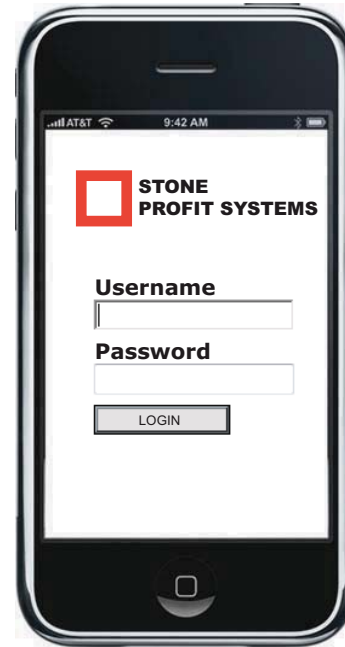 AT&T 9:42 AM
STONE
PROFIT SYSTEMS
Username
Password
LOGIN